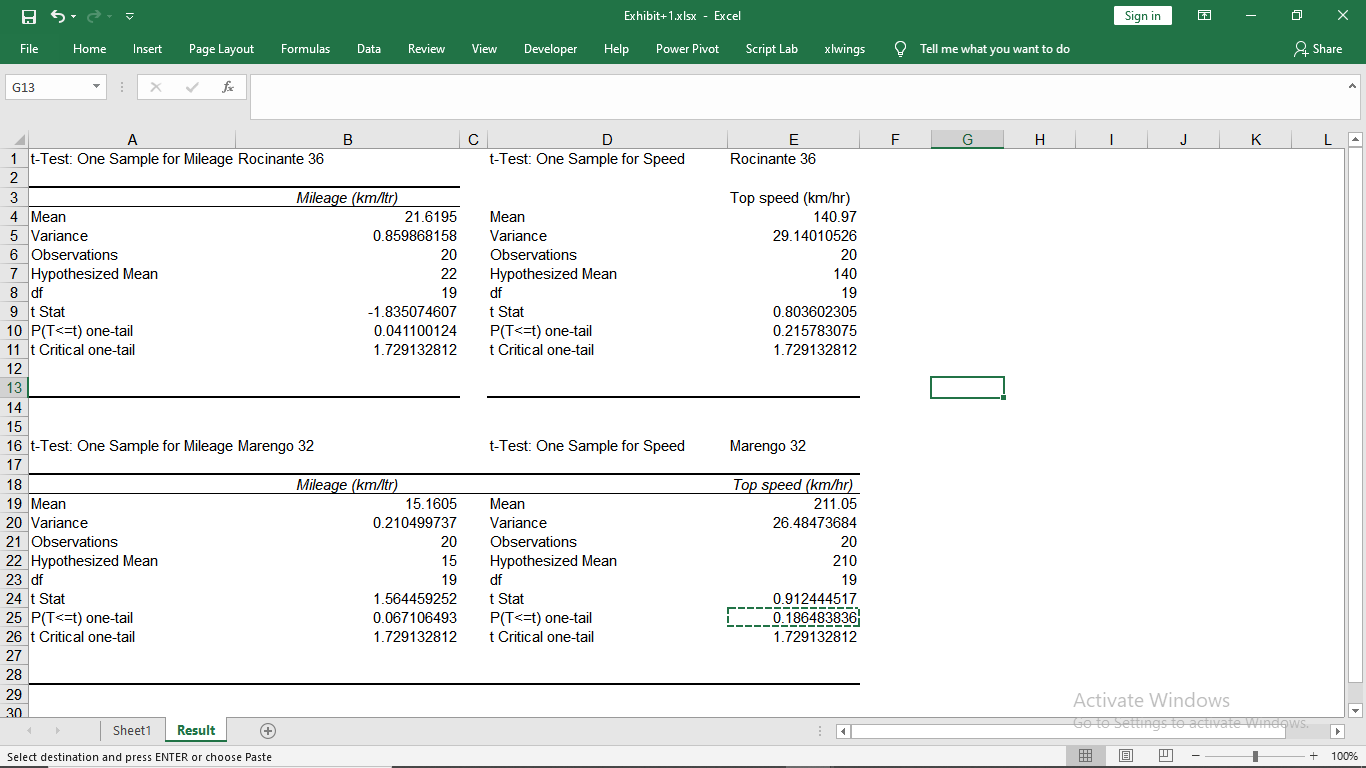 Exhibit+1.xlsx - Excel
Sign in
File Home Insert Page Layout Formulas Data Review View Developer Help Power Pivot Script Lab xlwings Tell me what you want to do Share
G13 fx
A B C D E F G H I J K L
1 t-Test: One Sample for Mileage Rocinante 36 t-Test: One Sample for Speed Rocinante 36
2
3 Mileage (km/ltr) Top speed (km/hr)
4 Mean 21.6195 Mean 140.97
5 Variance 0.859868158 Variance 29.14010526
6 Observations 20 Observations 20
7 Hypothesized Mean 22 Hypothesized Mean 140
8 df 19 df 19
9 t Stat -1.835074607 t Stat 0.803602305
10 P(T<=t) one-tail 0.041100124 P(T<=t) one-tail 0.215783075
11 t Critical one-tail 1.729132812 t Critical one-tail 1.729132812
12
13
14
15
16 t-Test: One Sample for Mileage Marengo 32 t-Test: One Sample for Speed Marengo 32
17
18 Mileage (km/ltr) Top speed (km/hr)
19 Mean 15.1605 Mean 211.05
20 Variance 0.210499737 Variance 26.48473684
21 Observations 20 Observations 20
22 Hypothesized Mean 15 Hypothesized Mean 210
23 df 19 df 19
24 t Stat 1.564459252 t Stat 0.912444517
25 P(T<=t) one-tail 0.067106493 P(T<=t) one-tail 0.186483836
26 t Critical one-tail 1.729132812 t Critical one-tail 1.729132812
27
28
29
30
Activate Windows
Go to Settings to activate Windows.
Sheet1 Result
Select destination and press ENTER or choose Paste 100%